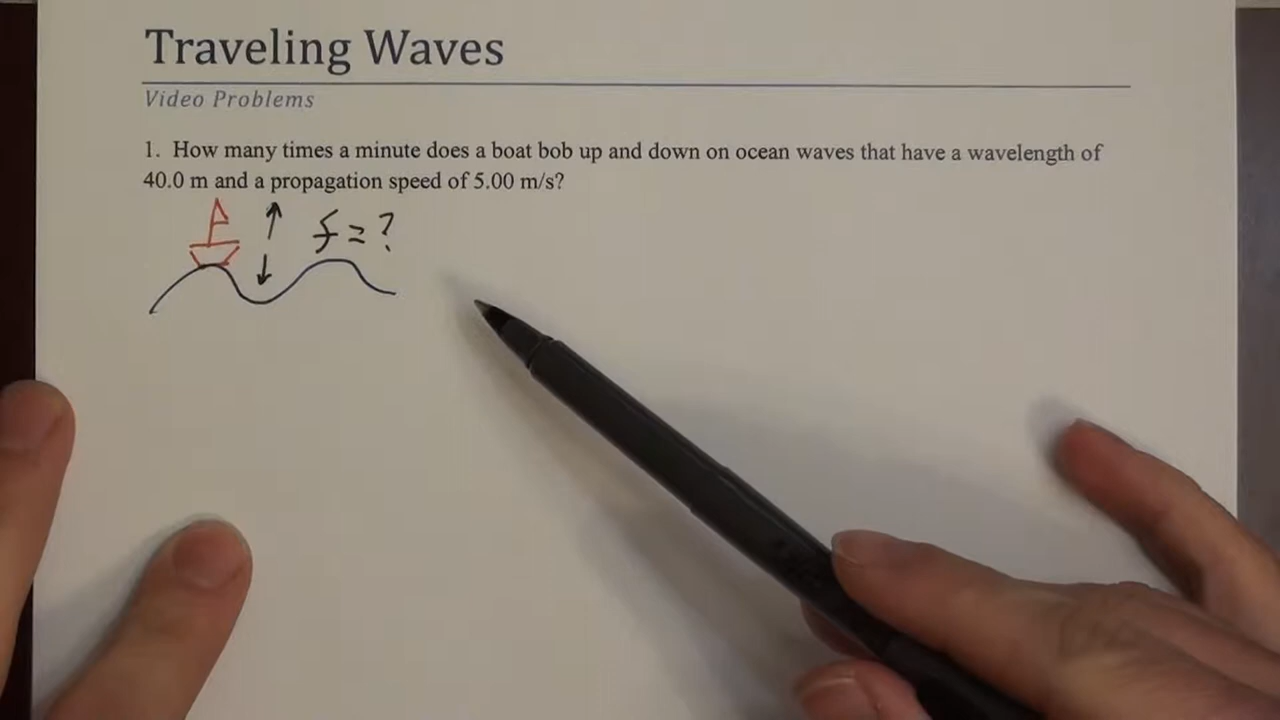 Traveling Waves
Video Problems
1. How many times a minute does a boat bob up and down on ocean waves that have a wavelength of
40.0 m and a propagation speed of 5.00 m/s?
f = ?